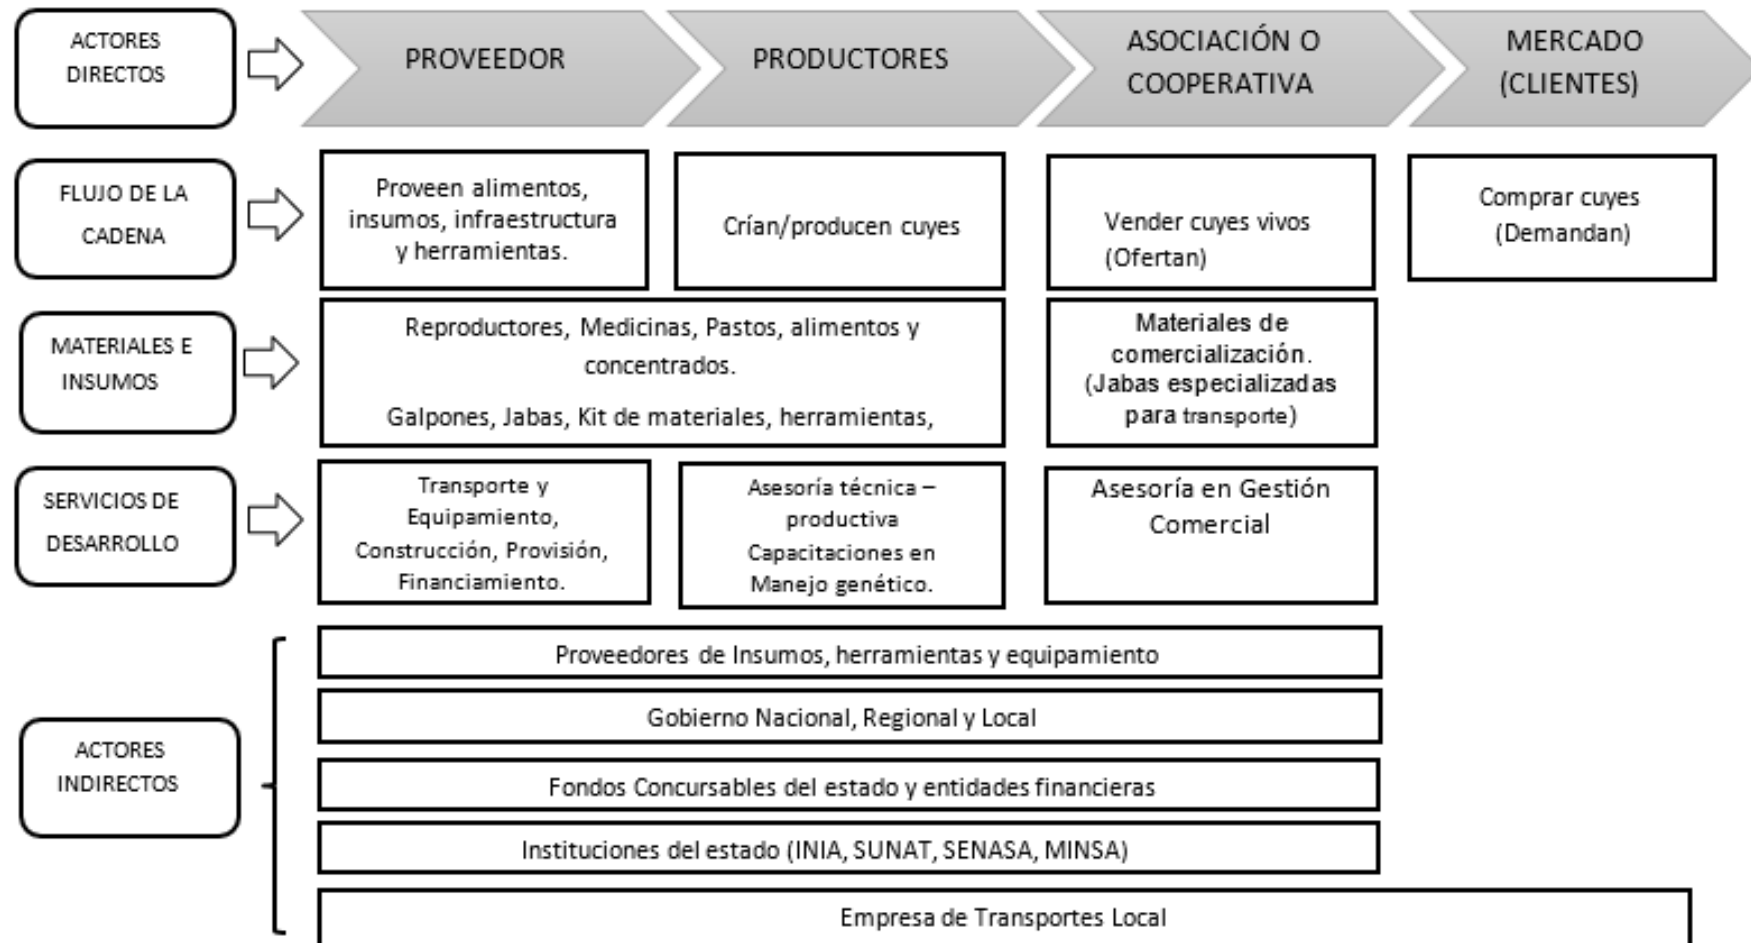 ACTORES
DIRECTOS
PROVEEDOR
PRODUCTORES
ASOCIACIÓN O
COOPERATIVA
MERCADO
(CLIENTES)
FLUJO DE LA
CADENA
Proveen alimentos,
insumos, infraestructura
y herramientas.
Crían/producen cuyes
Vender cuyes vivos
(Ofertan)
Comprar cuyes
(Demandan)
MATERIALES E
INSUMOS
Reproductores, Medicinas, Pastos, alimentos y
concentrados.
Galpones, Jabas, Kit de materiales, herramientas,
Materiales de
comercialización.
(Jabas especializadas
para transporte)
SERVICIOS DE
DESARROLLO
Transporte y
Equipamiento,
Construcción, Provisión,
Financiamiento.
Asesoría técnica –
productiva
Capacitaciones en
Manejo genético.
Asesoría en Gestión
Comercial
ACTORES
INDIRECTOS
Proveedores de Insumos, herramientas y equipamiento
Gobierno Nacional, Regional y Local
Fondos Concursables del estado y entidades financieras
Instituciones del estado (INIA, SUNAT, SENASA, MINSA)
Empresa de Transportes Local